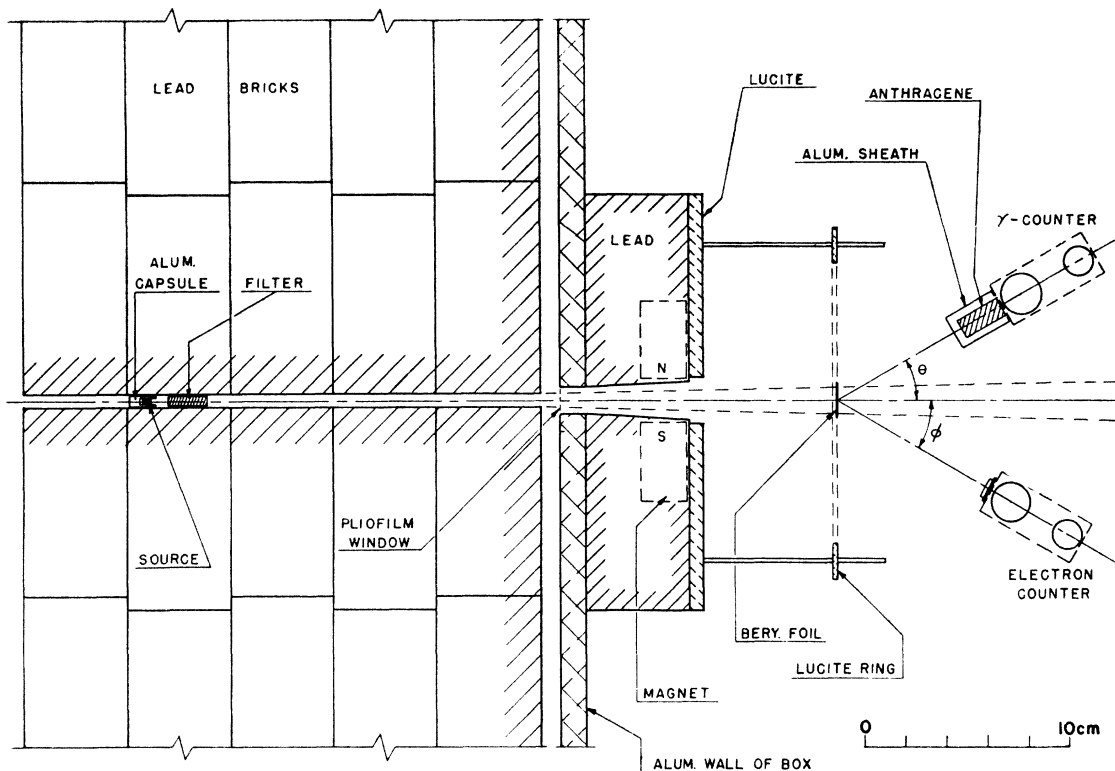 LEAD BRICKS
LUCITE
ANTHRACENE
ALUM. SHEATH
γ-COUNTER
LEAD
ALUM.
CAPSULE
FILTER
N
θ
S
φ
PLIOFILM
WINDOW
SOURCE
ELECTRON
COUNTER
BERY. FOIL
LUCITE RING
MAGNET
0 10cm
ALUM. WALL OF BOX